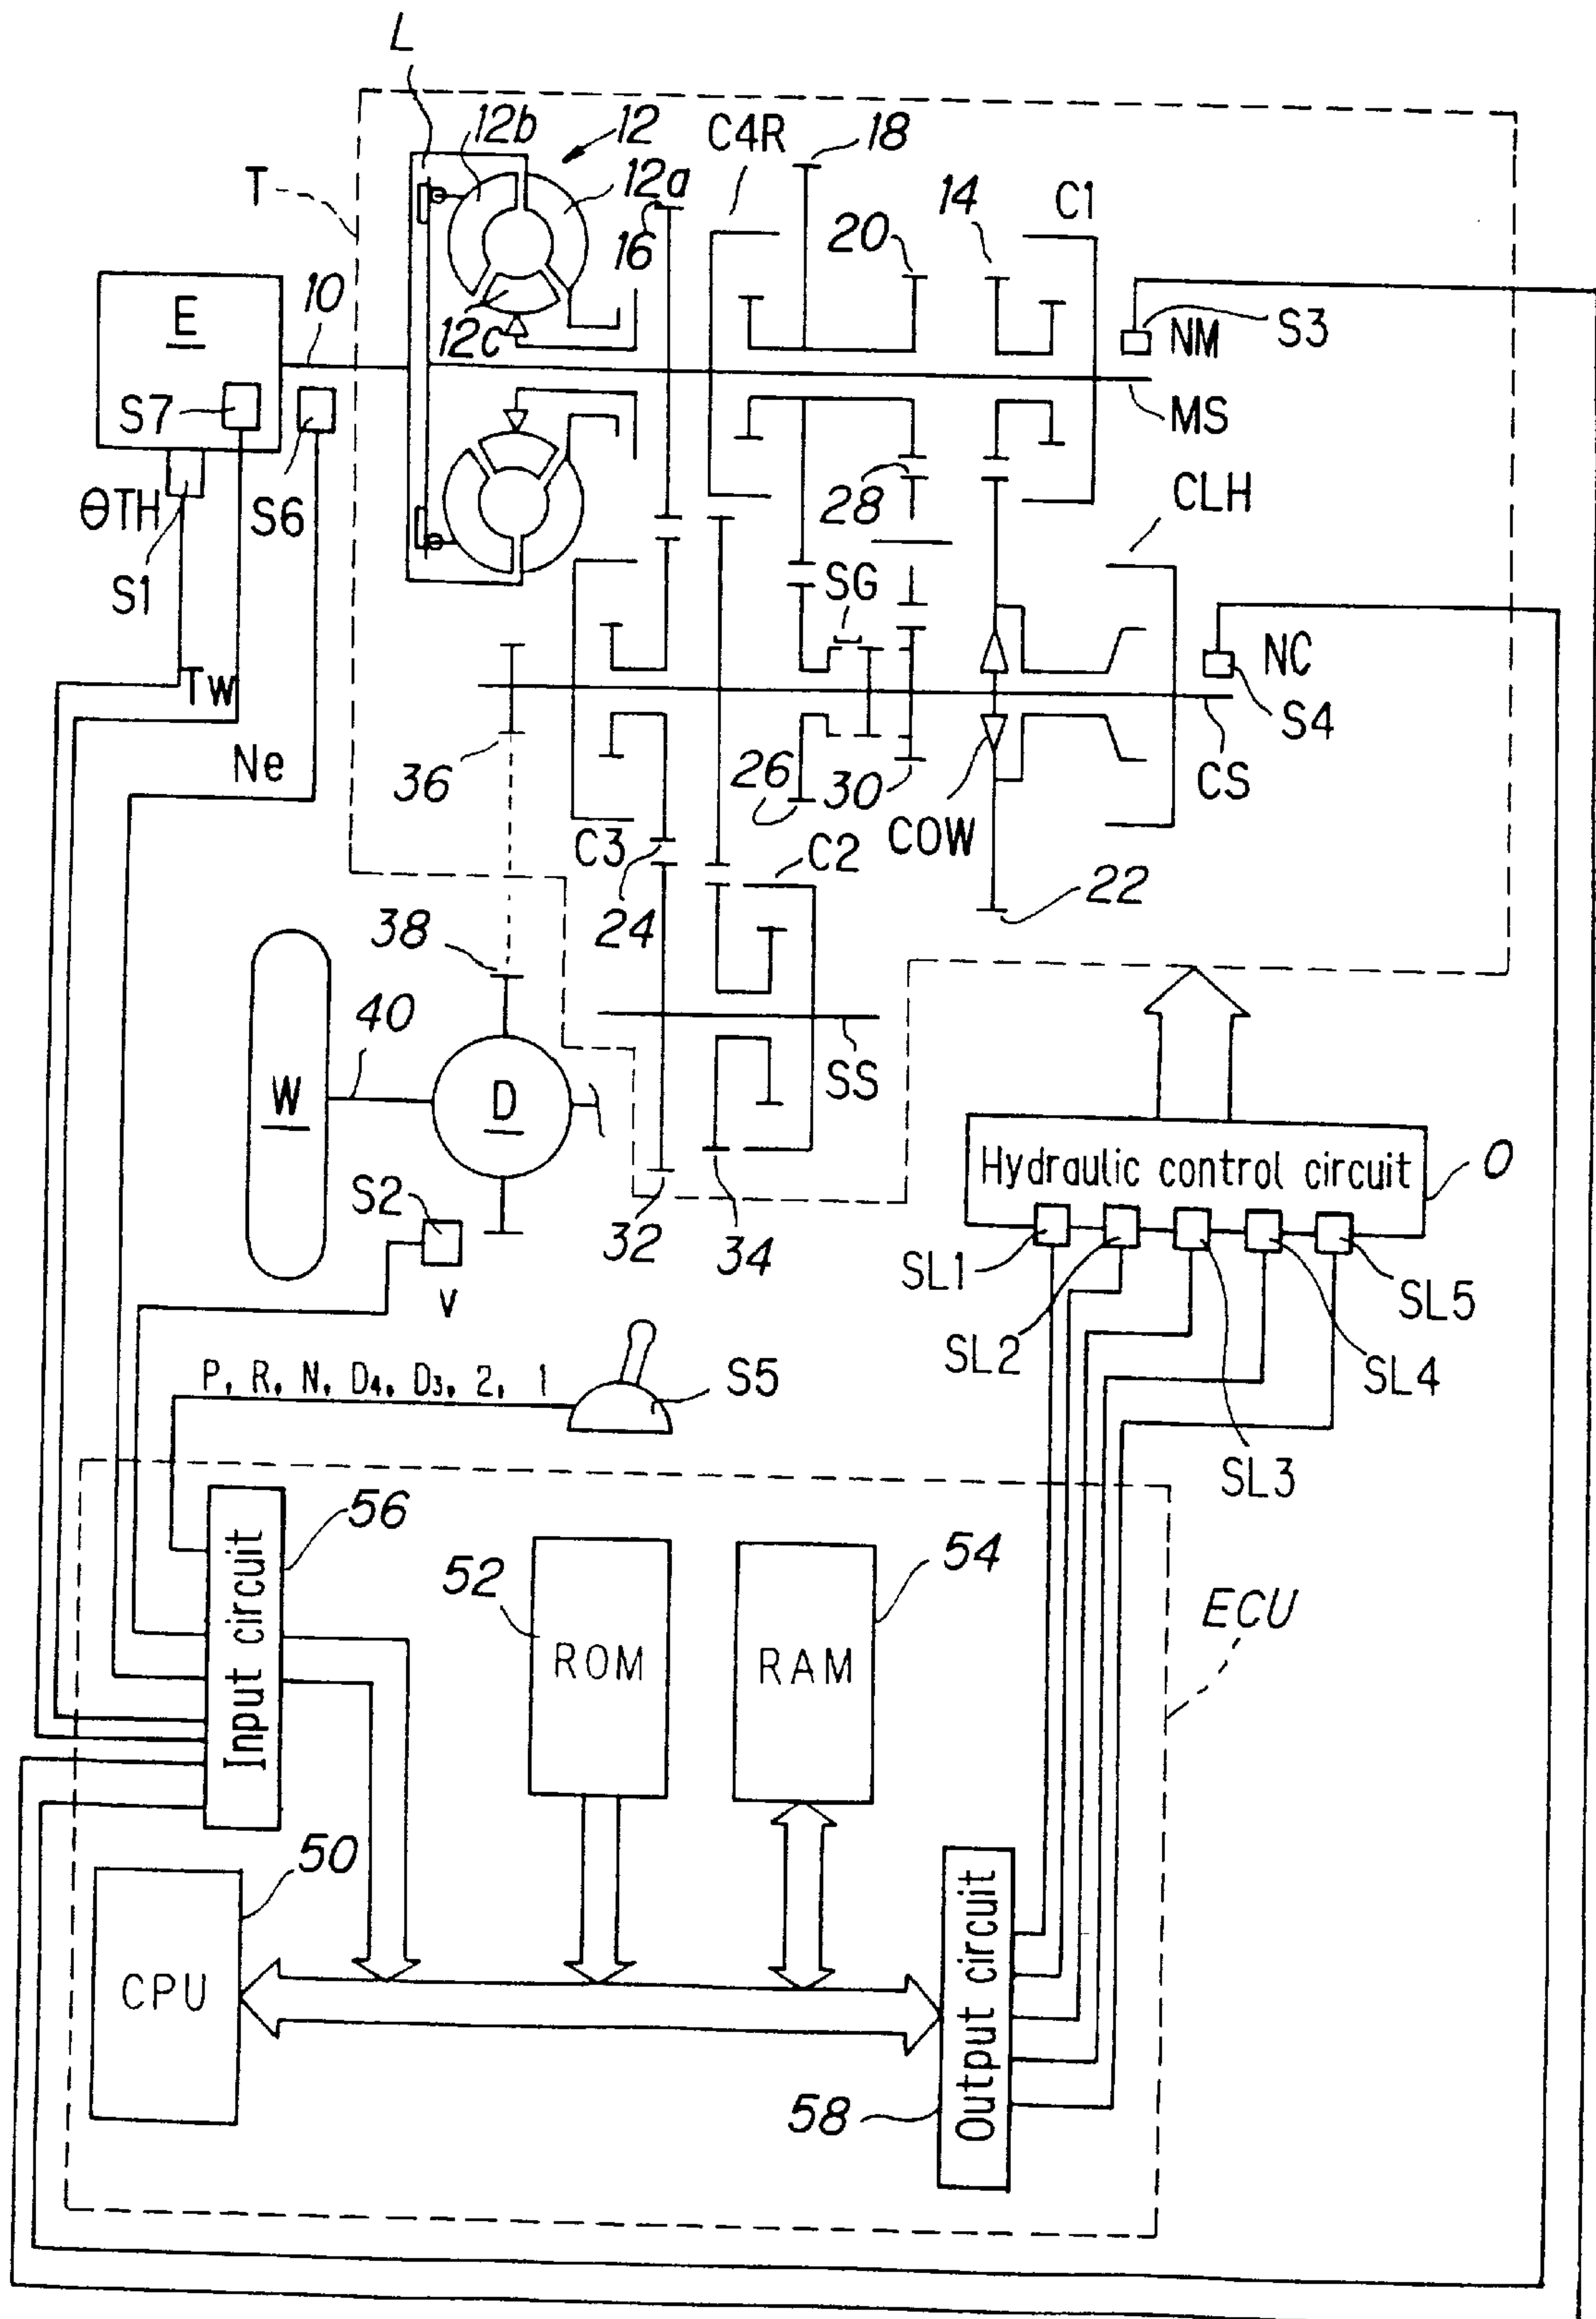 L
12b
12
C4R
18
T
12a
16
20
14
C1
E
10
12c
NM
S3
S7
MS
θTH
S6
28
CLH
S1
SG
NC
Tw
S4
Ne
36
26
30
CS
C3
COW
C2
24
22
38
40
W
D
SS
S2
32
34
Hydraulic control circuit
O
V
SL1
SL5
SL2
SL4
P, R, N, D4, D3, 2, 1
S5
SL3
56
54
52
Input circuit
ROM
RAM
ECU
50
CPU
Output circuit
58